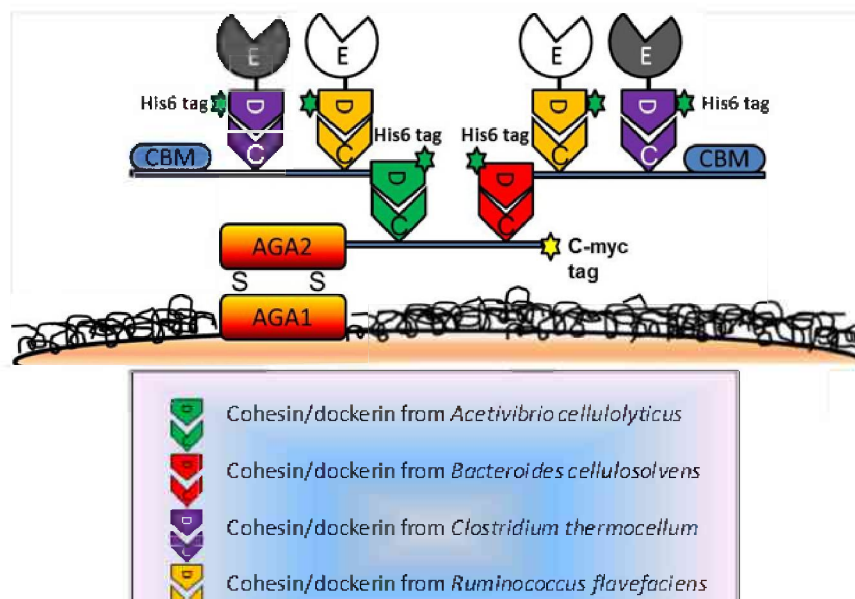 E E E E
His6 tag D D D D His6 tag
His6 tag His6 tag
C C C C
CBM D D CBM
C C
AGA2 C-myc
tag
S S
AGA1
D
C
Cohesin/dockerin from Acetivibrio cellulolyticus
D
C
Cohesin/dockerin from Bacteroides cellulosolvens
D
C
Cohesin/dockerin from Clostridium thermocellum
D
Cohesin/dockerin from Ruminococcus flavefaciens